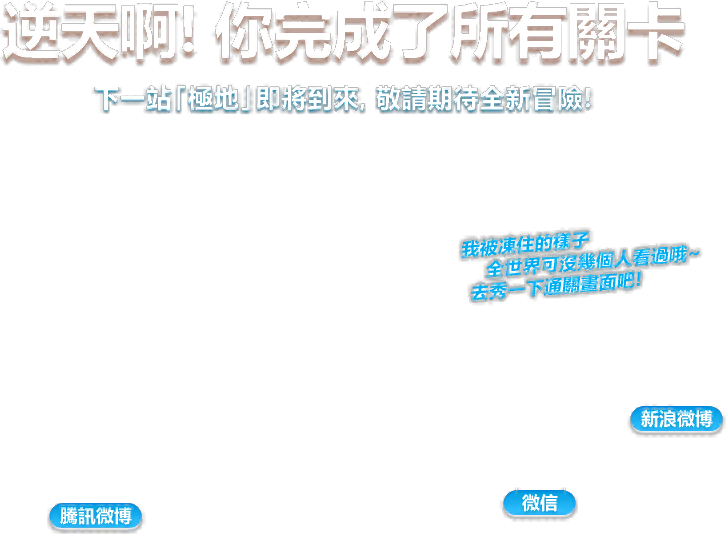 逆天啊! 你完成了所有關卡
下一站「極地」即將到來, 敬請期待全新冒險!
我被凍住的樣子
全世界可沒幾個人看過哦~
去秀一下通關畫面吧!
新浪微博
微信
騰訊微博